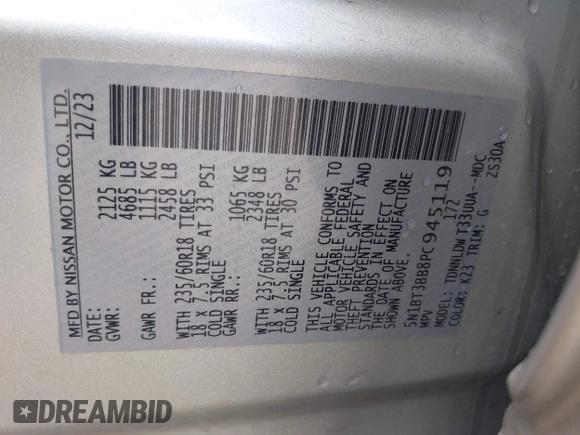 MFD BY NISSAN MOTOR CO., LTD.
DATE: 12/23
GVWR: 2125 KG
4685 LB
GAWR FR: 1115 KG
2458 LB
WITH 235/60R18 TIRES
18 X 7.5 RIMS AT 33 PSI
COLD SINGLE
GAWR RR: 1065 KG
2348 LB
WITH 235/60R18 TIRES
18 X 7.5 RIMS AT 30 PSI
COLD SINGLE
THIS VEHICLE CONFORMS TO
ALL APPLICABLE FEDERAL
MOTOR VEHICLE SAFETY AND
THEFT PREVENTION
STANDARDS IN EFFECT ON
THE DATE OF MANUFACTURE
SHOWN ABOVE.
5N1BT3BB8PC945119
MPV 1/2
MODEL: TDNNLDWT33UUA--MDC
COLOR: K23 TRIM: G ZS30A
DREAMBID